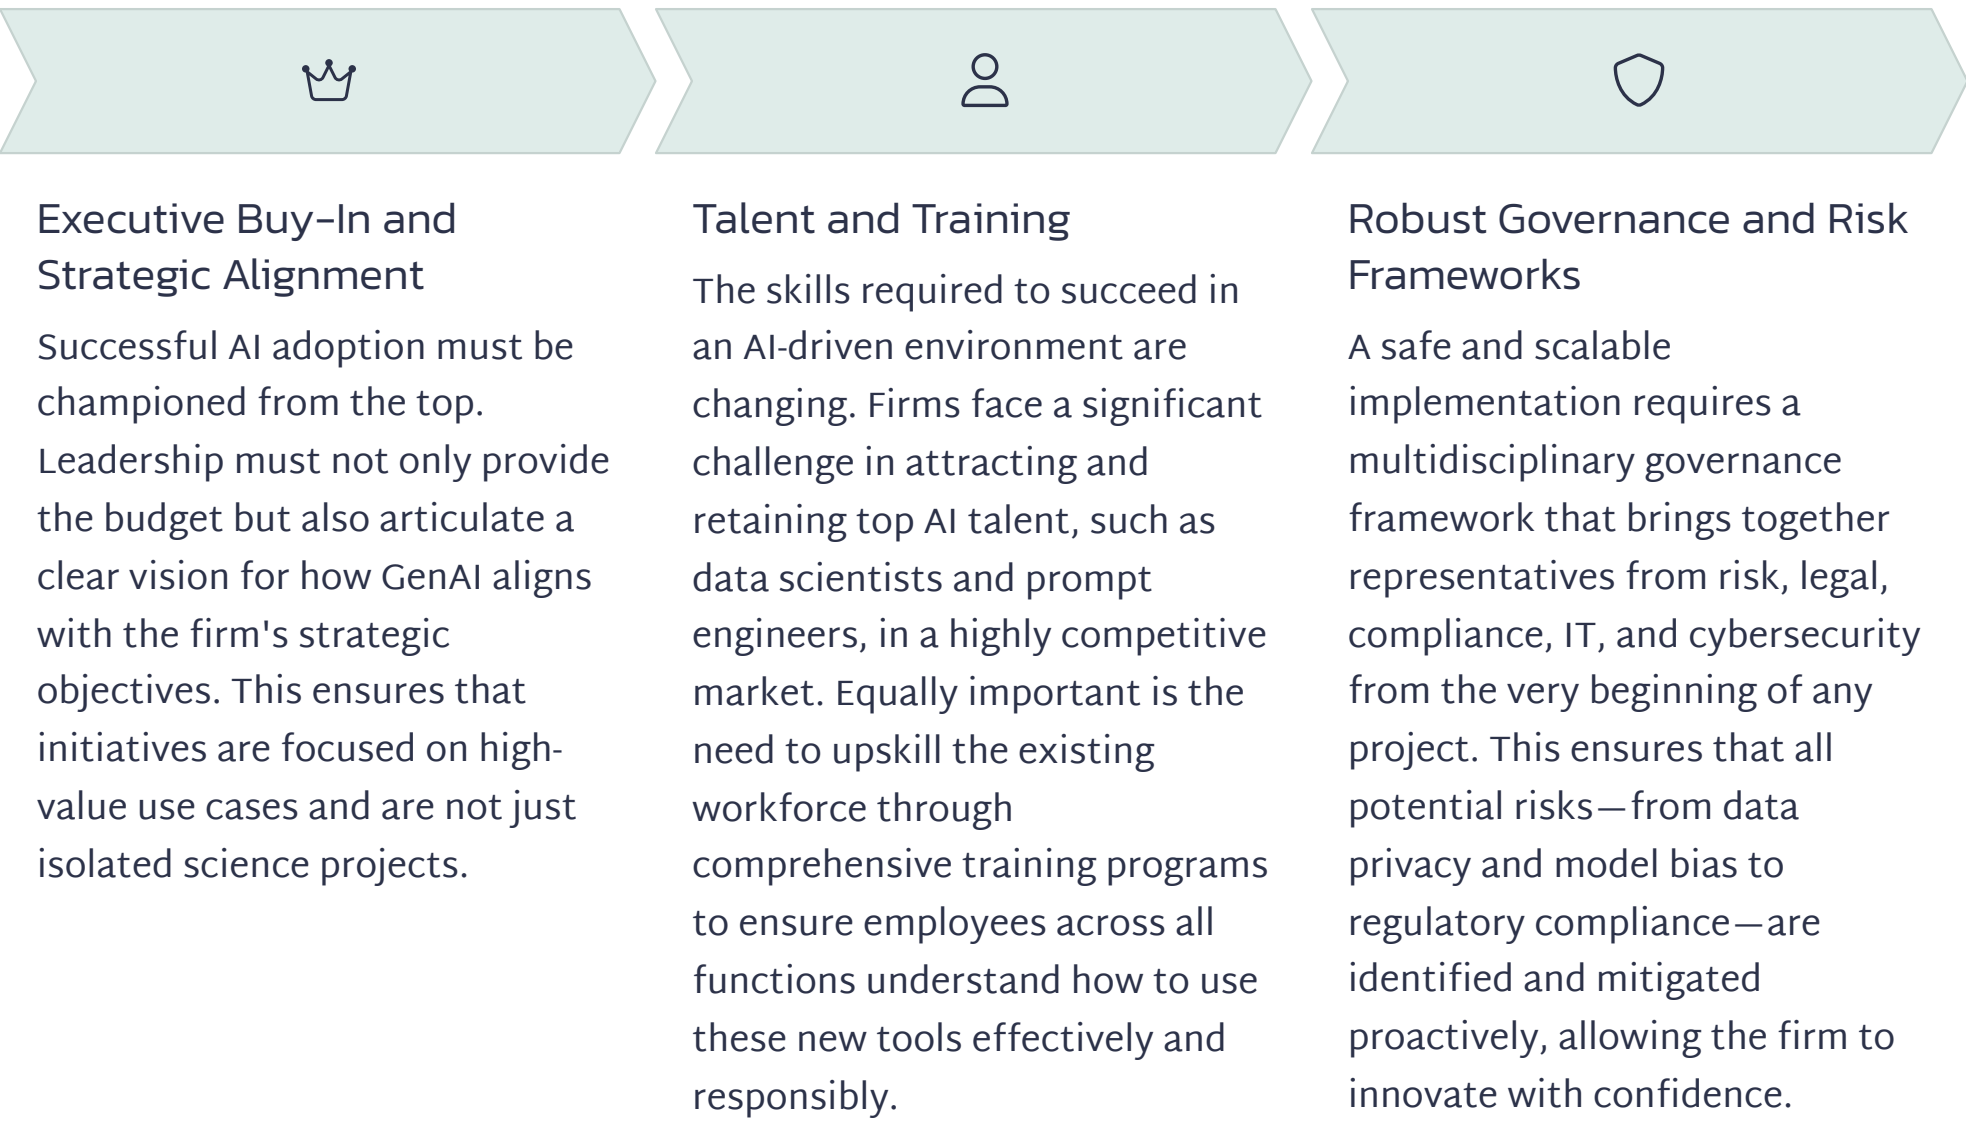 Executive Buy-In and
Strategic Alignment
Successful AI adoption must be
championed from the top.
Leadership must not only provide
the budget but also articulate a
clear vision for how GenAI aligns
with the firm's strategic
objectives. This ensures that
initiatives are focused on high-
value use cases and are not just
isolated science projects.
Talent and Training
The skills required to succeed in
an AI-driven environment are
changing. Firms face a significant
challenge in attracting and
retaining top AI talent, such as
data scientists and prompt
engineers, in a highly competitive
market. Equally important is the
need to upskill the existing
workforce through
comprehensive training programs
to ensure employees across all
functions understand how to use
these new tools effectively and
responsibly.
Robust Governance and Risk
Frameworks
A safe and scalable
implementation requires a
multidisciplinary governance
framework that brings together
representatives from risk, legal,
compliance, IT, and cybersecurity
from the very beginning of any
project. This ensures that all
potential risks—from data
privacy and model bias to
regulatory compliance—are
identified and mitigated
proactively, allowing the firm to
innovate with confidence.